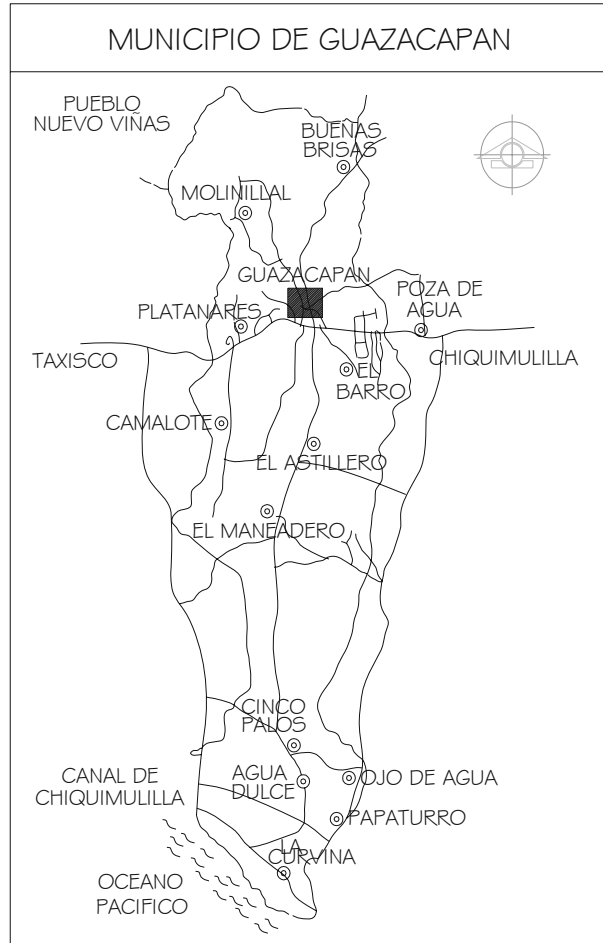 MUNICIPIO DE GUAZACAPAN
PUEBLO
NUEVO VIÑAS
BUENAS
BRISAS
MOLINILLAL
GUAZACAPAN
POZA DE
AGUA
PLATANARES
TAXISCO
CHIQUIMULILLA
EL
BARRO
CAMALOTE
EL ASTILLERO
EL MANEADERO
CINCO
PALOS
CANAL DE
CHIQUIMULILLA
AGUA
DULCE
OJO DE AGUA
PAPATURRO
LA
CURVINA
OCEANO
PACIFICO